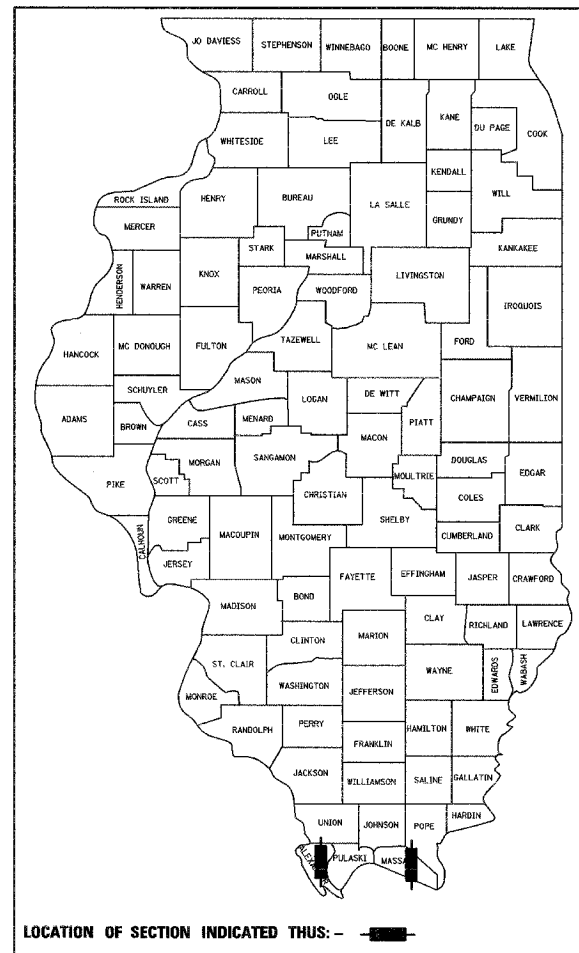 JO DAVIESS
STEPHENSON
WINNEBAGO
BOONE
MC HENRY
LAKE
CARROLL
OGLE
DE KALB
KANE
DU PAGE
COOK
WHITESIDE
LEE
KENDALL
WILL
ROCK ISLAND
HENRY
BUREAU
LA SALLE
GRUNDY
MERCER
PUTNAM
STARK
MARSHALL
KANKAKEE
HENDERSON
WARREN
KNOX
PEORIA
WOODFORD
LIVINGSTON
IROQUOIS
HANCOCK
MC DONOUGH
FULTON
TAZEWELL
MC LEAN
FORD
SCHUYLER
MASON
LOGAN
DE WITT
CHAMPAIGN
VERMILION
ADAMS
BROWN
CASS
MENARD
MACON
PIATT
PIKE
SCOTT
MORGAN
SANGAMON
CHRISTIAN
MOULTRIE
DOUGLAS
EDGAR
COLES
CALHOUN
GREENE
MACOUPIN
MONTGOMERY
SHELBY
CUMBERLAND
CLARK
JERSEY
FAYETTE
EFFINGHAM
JASPER
CRAWFORD
MADISON
BOND
CLAY
RICHLAND
LAWRENCE
CLINTON
MARION
ST. CLAIR
WAYNE
EDWARDS
WABASH
MONROE
WASHINGTON
JEFFERSON
RANDOLPH
PERRY
HAMILTON
WHITE
FRANKLIN
JACKSON
WILLIAMSON
SALINE
GALLATIN
UNION
JOHNSON
POPE
HARDIN
PULASKI
MASSA
LOCATION OF SECTION INDICATED THUS: -